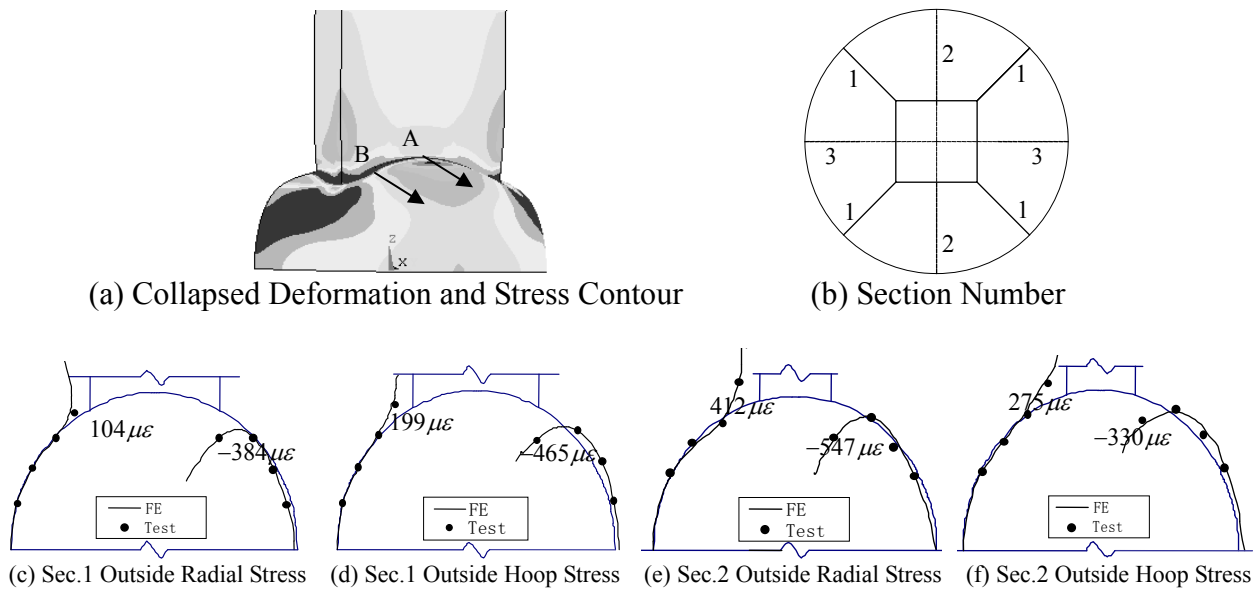 A
B
z
x
2
1
1
3
3
1
1
2
(a) Collapsed Deformation and Stress Contour
(b) Section Number
104με
−384με
FE
Test
199με
−465με
FE
Test
412με
−547με
FE
Test
275με
−330με
FE
Test
(c) Sec.1 Outside Radial Stress
(d) Sec.1 Outside Hoop Stress
(e) Sec.2 Outside Radial Stress
(f) Sec.2 Outside Hoop Stress